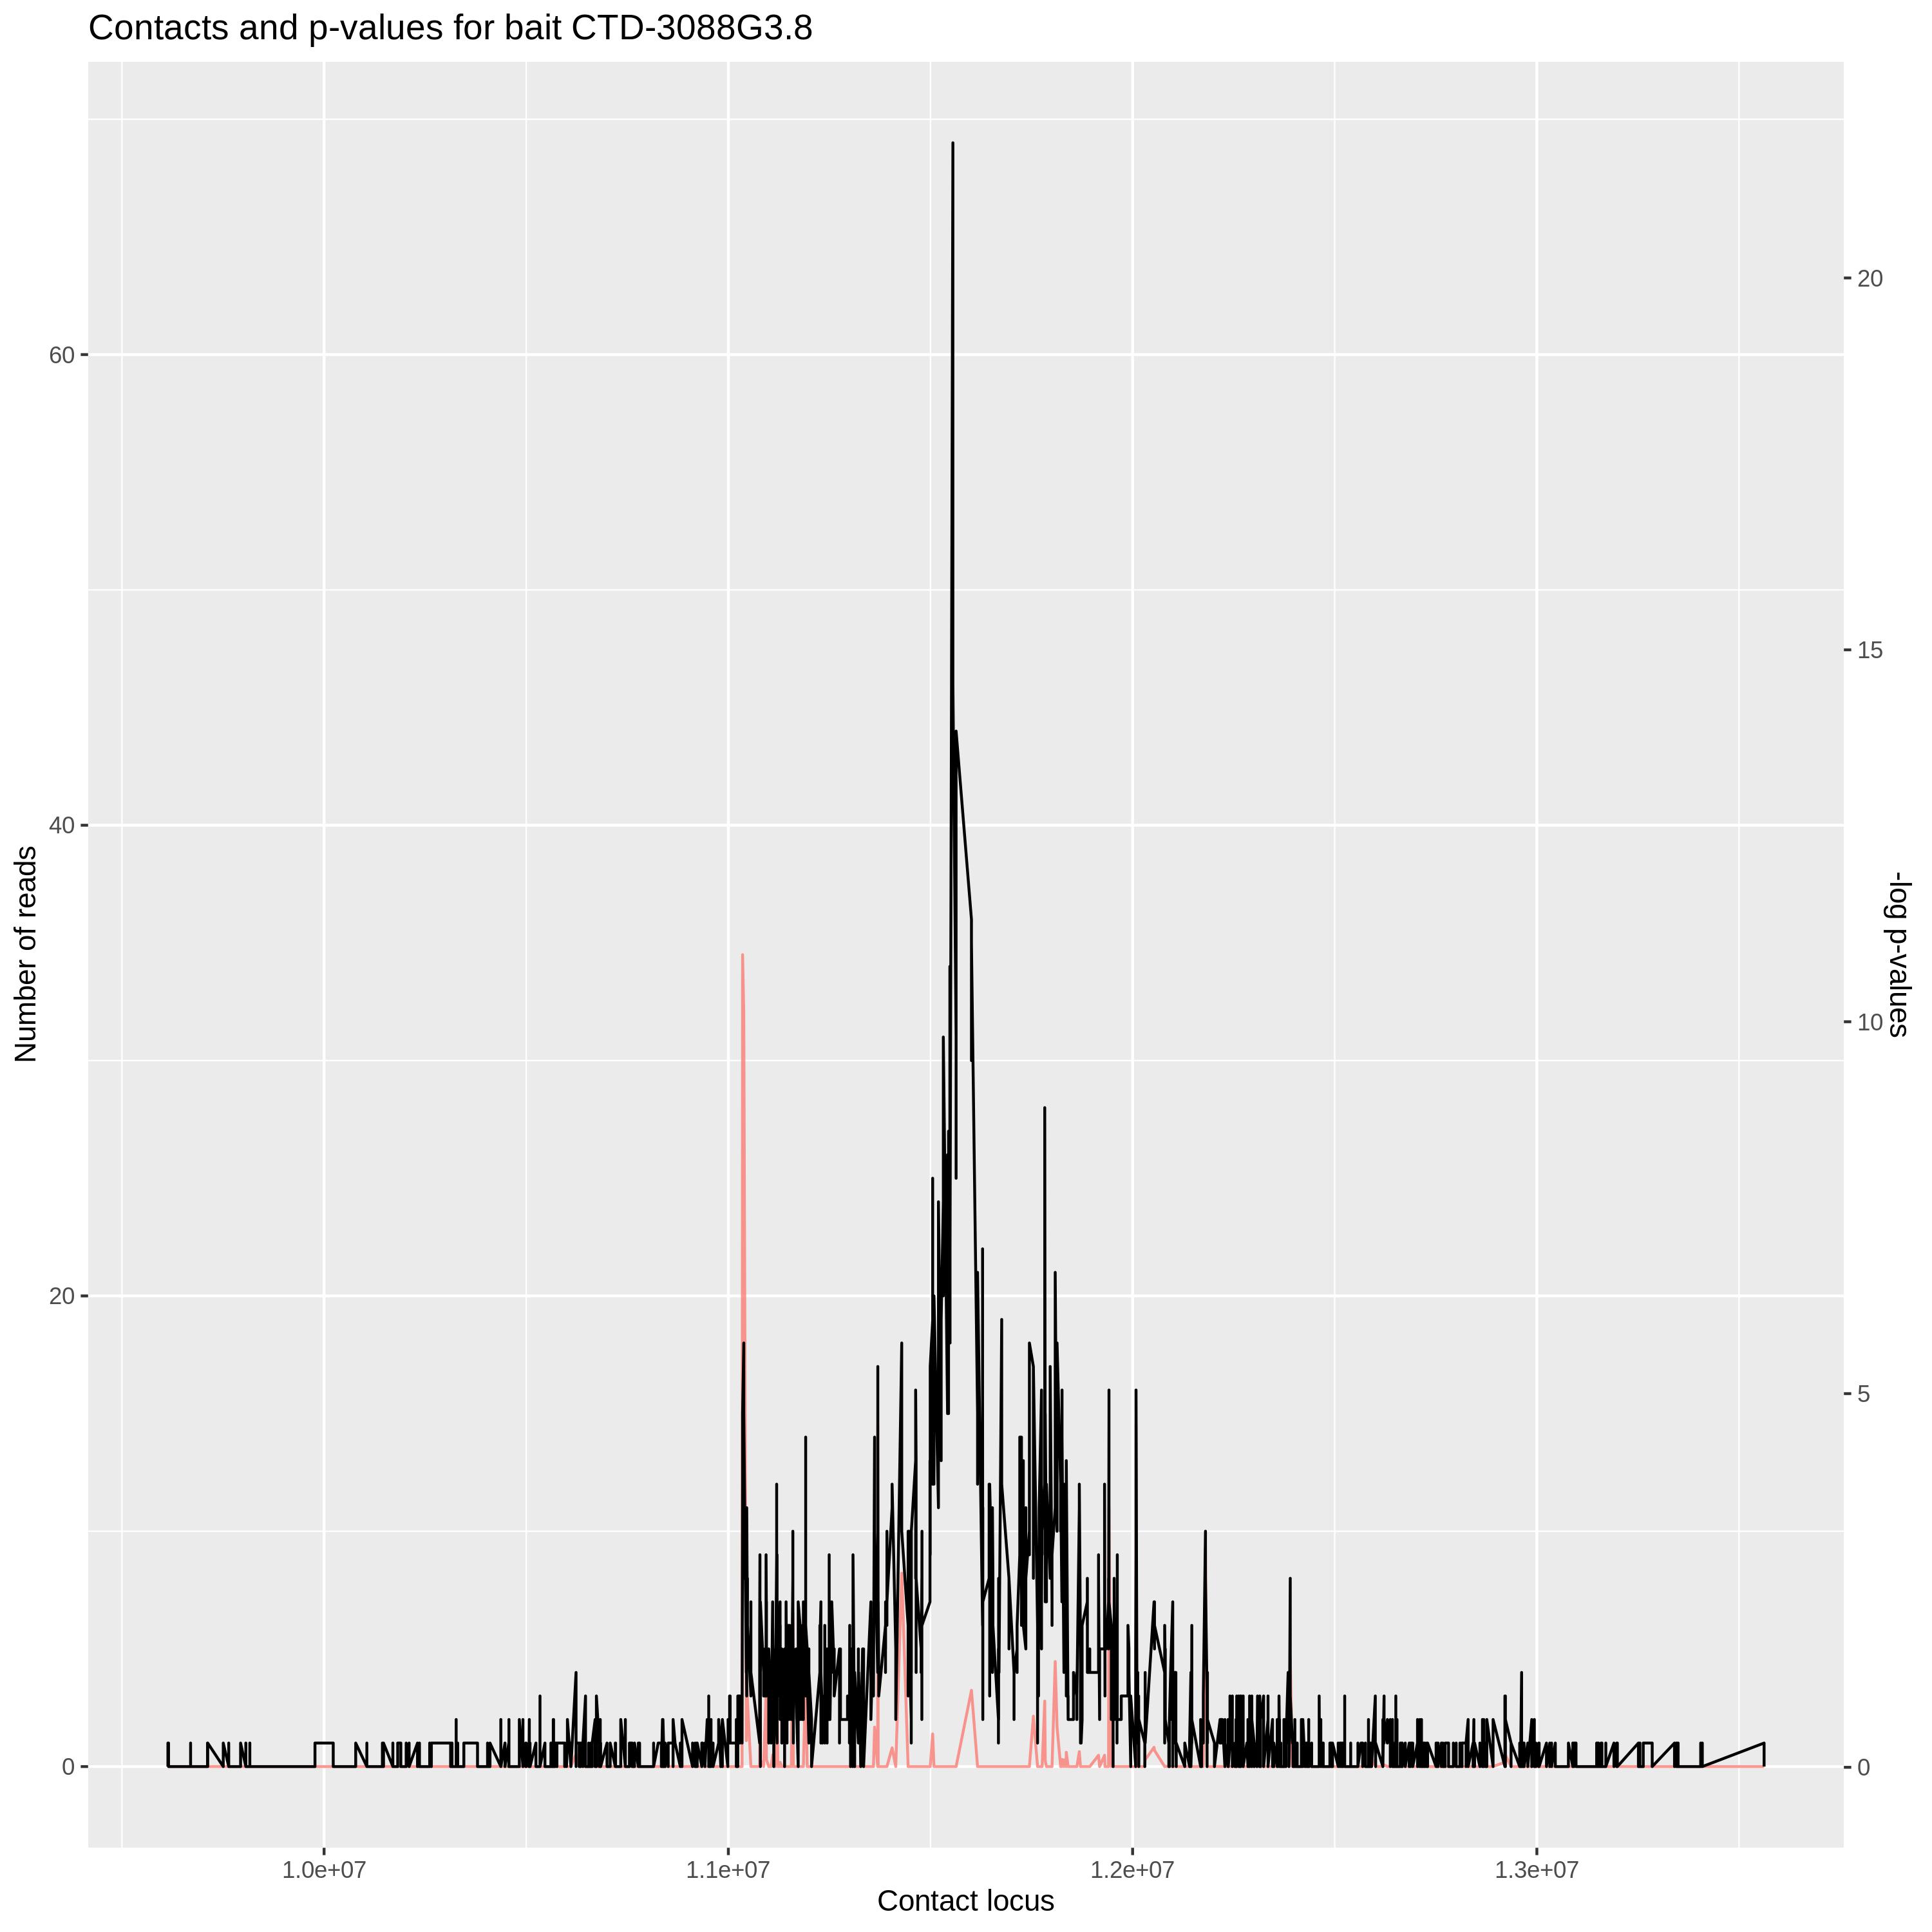 Contacts and p-values for bait CTD-3088G3.8
60
40
20
0
20
15
10
5
0
Number of reads
-log p-values
1.0e+07 1.1e+07 1.2e+07 1.3e+07
Contact locus